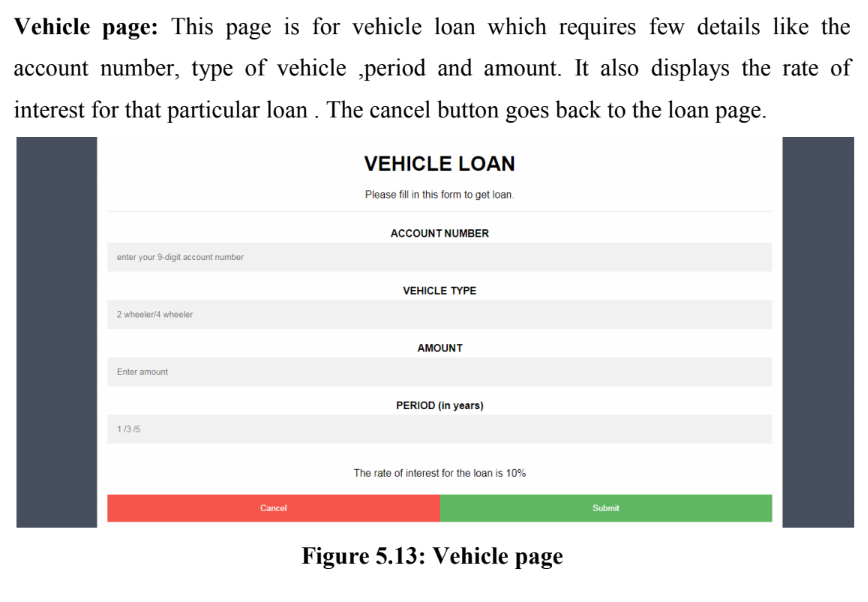 Vehicle page: This page is for vehicle loan which requires few details like the
account number, type of vehicle ,period and amount. It also displays the rate of
interest for that particular loan . The cancel button goes back to the loan page.
VEHICLE LOAN
Please fill in this form to get loan.
ACCOUNT NUMBER
enter your 9-digit account number
VEHICLE TYPE
2 wheeler/4 wheeler
AMOUNT
Enter amount
PERIOD (in years)
1 /3 /5
The rate of interest for the loan is 10%
Cancel Submit
Figure 5.13: Vehicle page